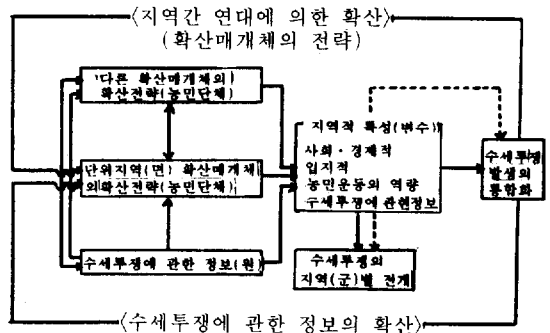 〈지역간 연대에 의한 확산〉
(확산매개체의 전략)
다른 확산매개체의
확산전략(농민단체)
단위지역(면) 확산매개체
의확산전략(농민단체)
수세투쟁에 관한 정보(원)
지역적 특성(변수)
사회·경제적
입지적
농민운동의 역량
수세투쟁에 관현정보
수세투쟁
발생의
통합화
수세투쟁의
지역(군)별 전개
〈수세투쟁에 관한 정보의 확산〉